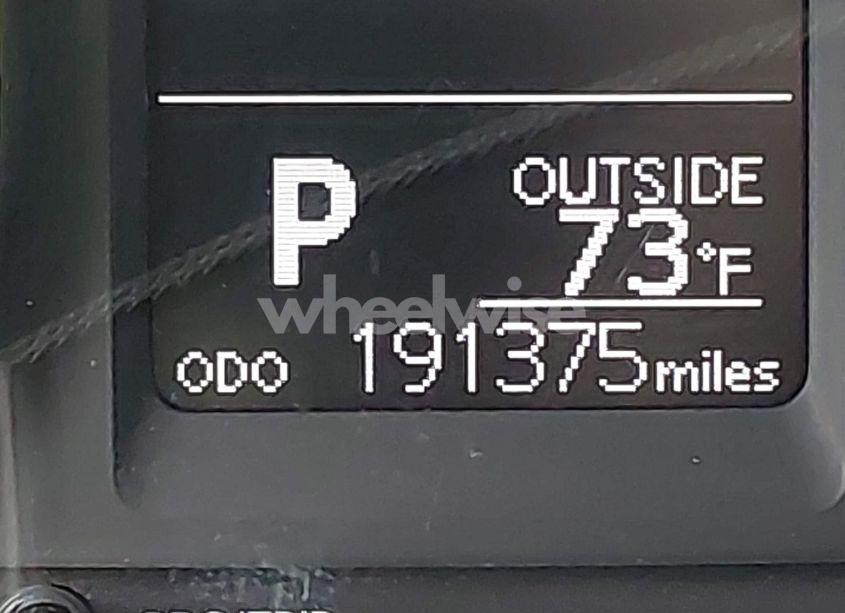 P
OUTSIDE
73°F
wheelwise
ODO 191375 miles